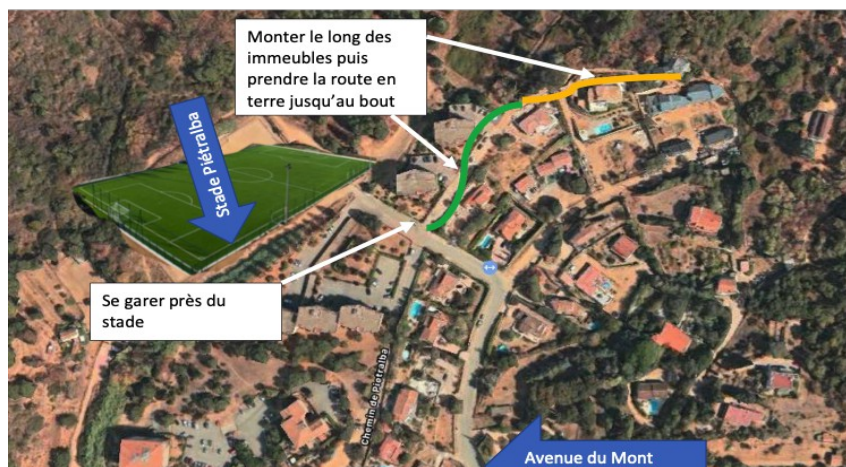 Monter le long des
immeubles puis
prendre la route en
terre jusqu’au bout
Stade Piétralba
Se garer près du
stade
Chemin de Piétralba
Avenue du Mont